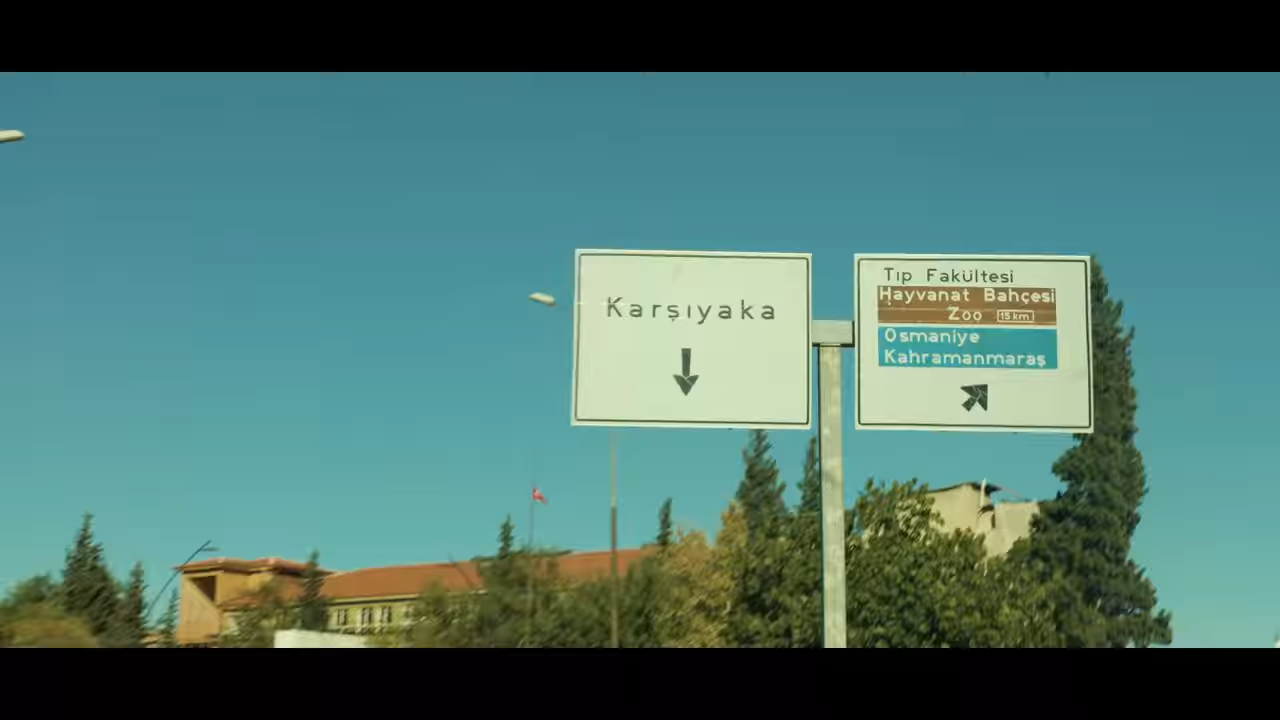 Karşıyaka
Tıp Fakültesi
Hayvanat Bahçesi
Zoo 15 km
Osmaniye
Kahramanmaraş